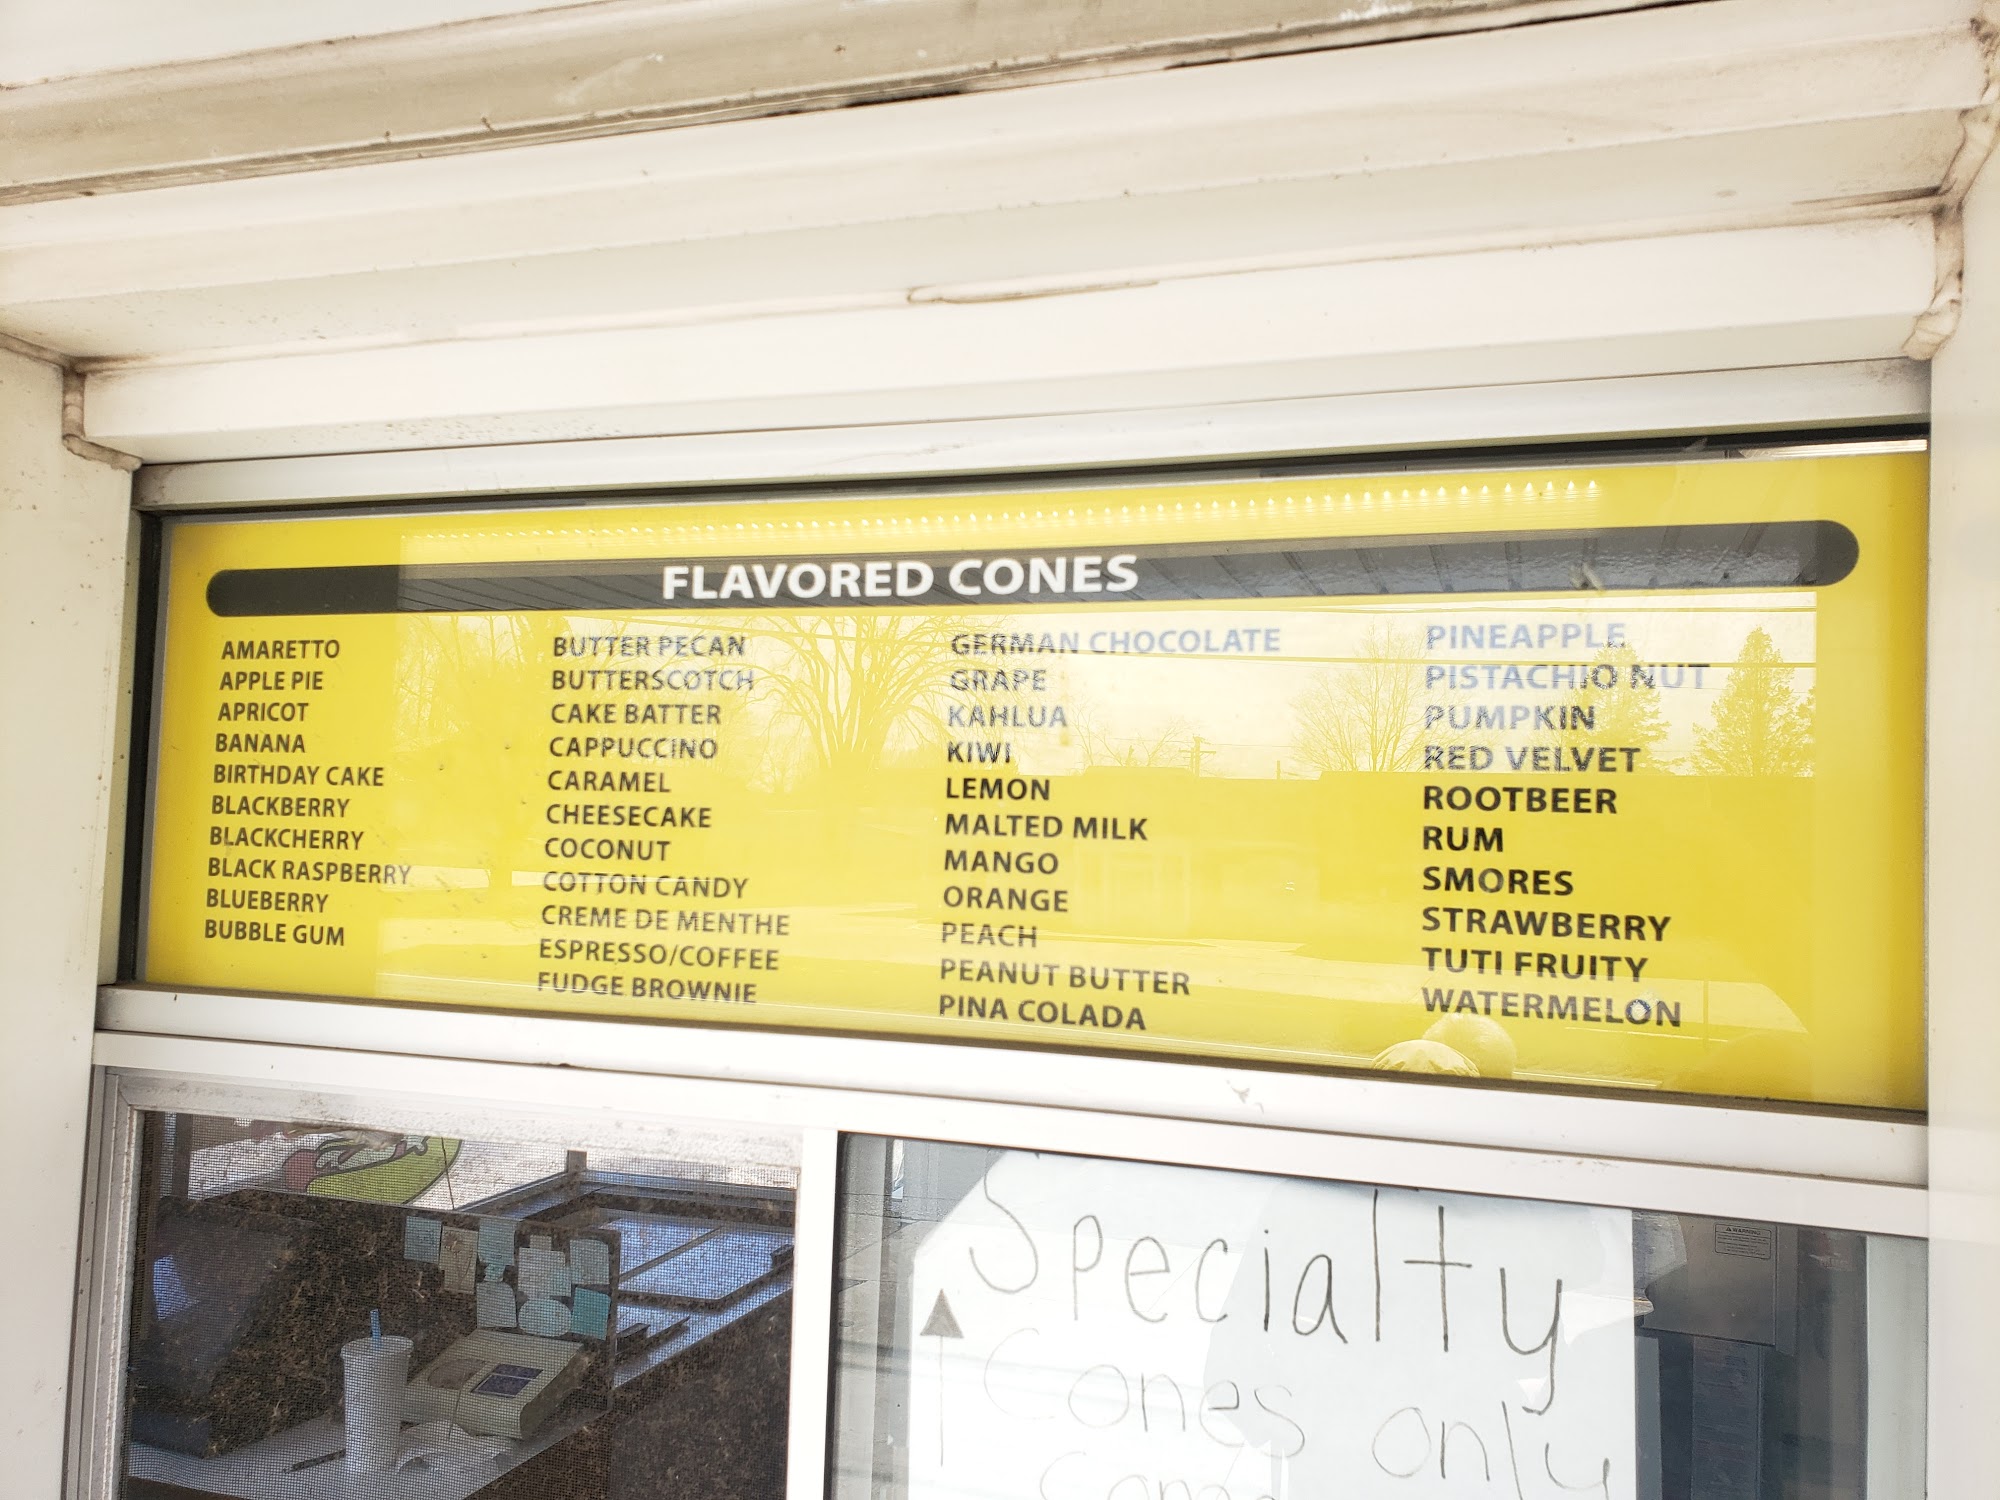 FLAVORED CONES
AMARETTO
APPLE PIE
APRICOT
BANANA
BIRTHDAY CAKE
BLACKBERRY
BLACKCHERRY
BLACK RASPBERRY
BLUEBERRY
BUBBLE GUM
BUTTER PECAN
BUTTERSCOTCH
CAKE BATTER
CAPPUCCINO
CARAMEL
CHEESECAKE
COCONUT
COTTON CANDY
CREME DE MENTHE
ESPRESSO/COFFEE
FUDGE BROWNIE
GERMAN CHOCOLATE
GRAPE
KAHLUA
KIWI
LEMON
MALTED MILK
MANGO
ORANGE
PEACH
PEANUT BUTTER
PINA COLADA
PINEAPPLE
PISTACHIO NUT
PUMPKIN
RED VELVET
ROOTBEER
RUM
SMORES
STRAWBERRY
TUTI FRUITY
WATERMELON
Specialty
Cones only
WARNING